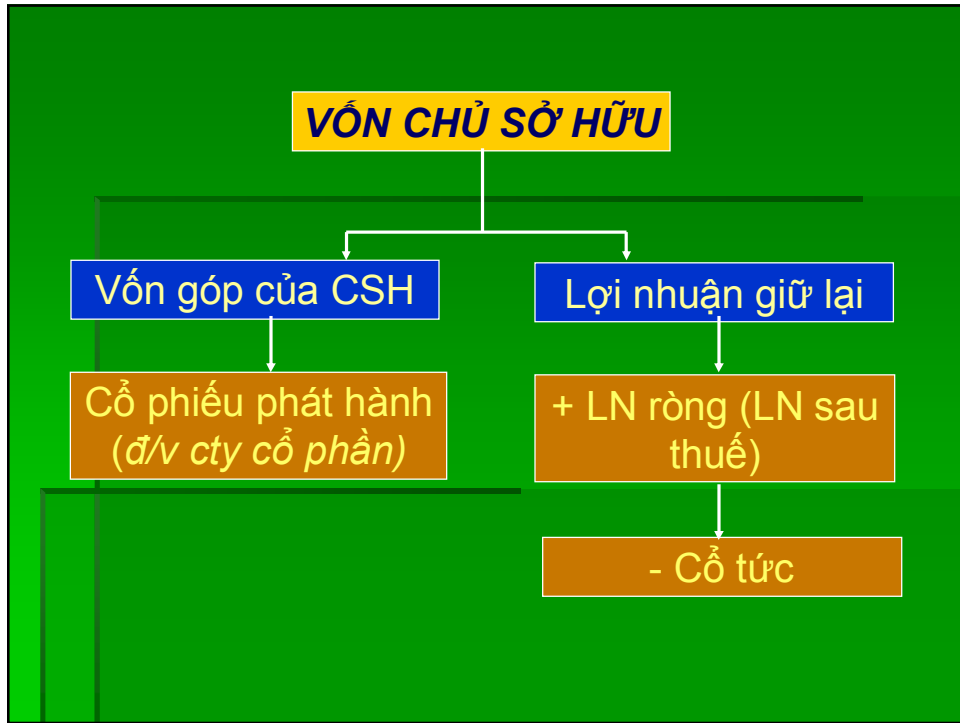 VỐN CHỦ SỞ HỮU
Vốn góp của CSH
Lợi nhuận giữ lại
Cổ phiếu phát hành
(đ/v cty cổ phần)
+ LN ròng (LN sau
thuế)
- Cổ tức